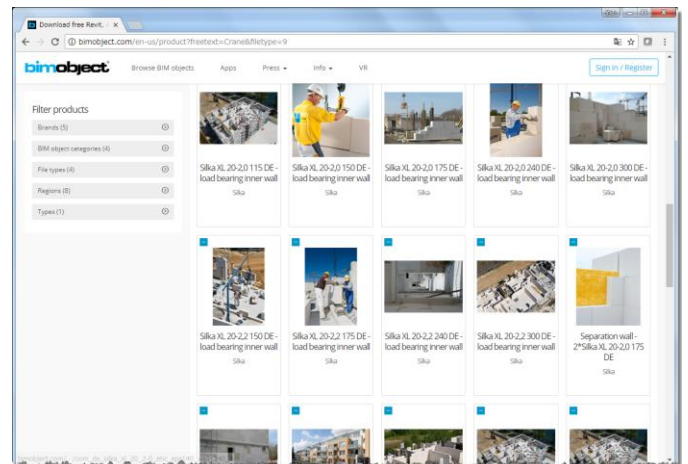 Download free Revit,
bimobject.com/en-us/product?freetext=Crane&filetype=9
bimobject
Browse BIM objects
Apps
Press
Info
VR
Sign in / Register
Filter products
Brands (5)
BIM object categories (4)
File types (4)
Regions (8)
Types (1)
Silka XL 20-2,0 115 DE -
load bearing inner wall
Silka
Silka XL 20-2,0 150 DE -
load bearing inner wall
Silka
Silka XL 20-2,0 175 DE -
load bearing inner wall
Silka
Silka XL 20-2,0 240 DE -
load bearing inner wall
Silka
Silka XL 20-2,0 300 DE -
load bearing inner wall
Silka
Silka XL 20-2,2 150 DE -
load bearing inner wall
Silka
Silka XL 20-2,2 175 DE -
load bearing inner wall
Silka
Silka XL 20-2,2 240 DE -
load bearing inner wall
Silka
Silka XL 20-2,2 300 DE -
load bearing inner wall
Silka
Separation wall -
2*Silka XL 20-2,0 175
DE
Silka